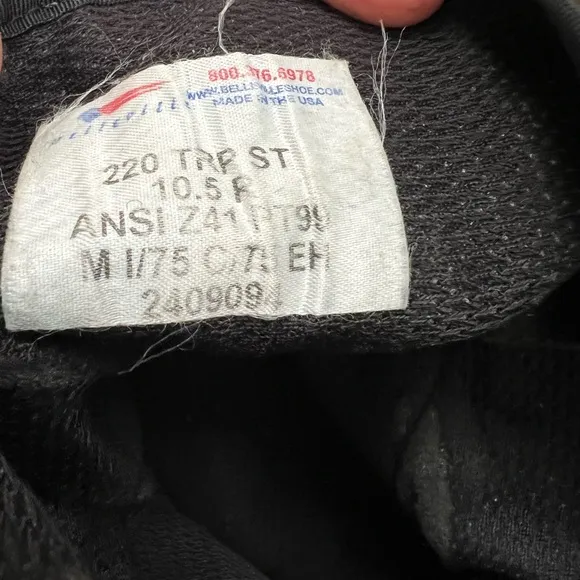 800.376.6978
WWW.BELLEVILLESHOE.COM
MADE IN THE USA
BELLEVILLE
220 TRP ST
10.5 R
ANSI Z41 PT99
M I/75 C/75 EH
2409094